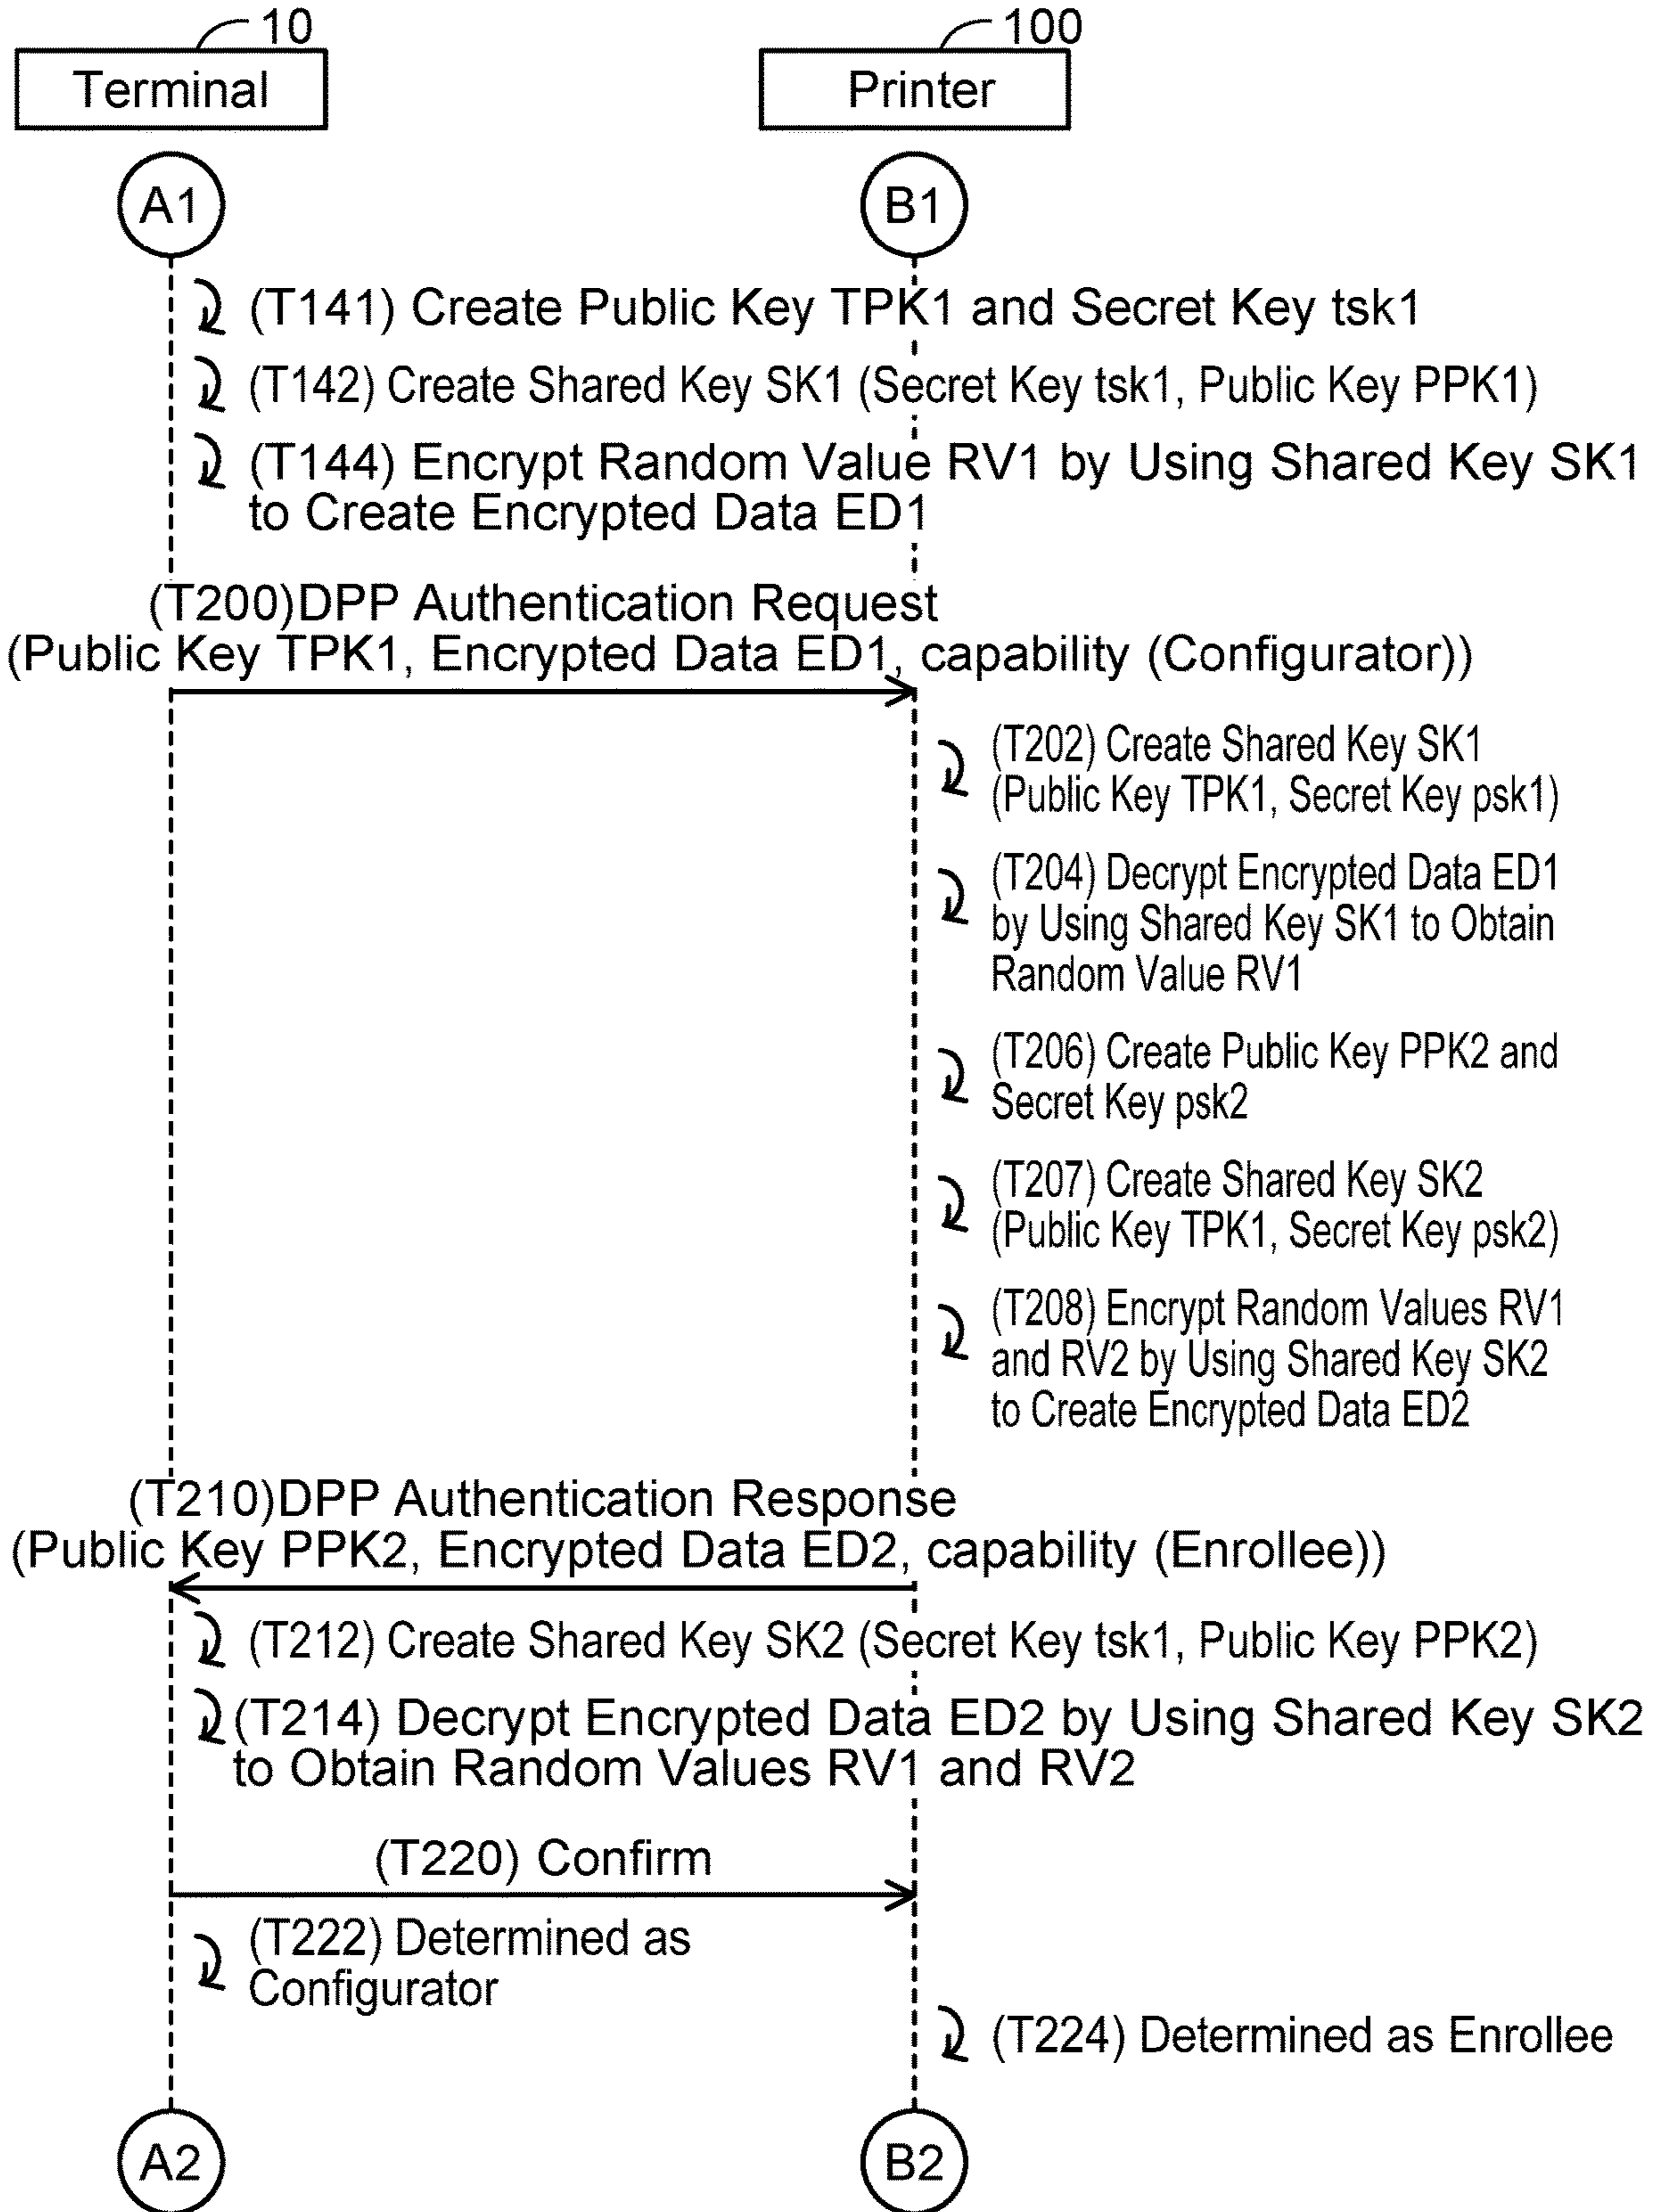 10
100
Terminal
Printer
A1
B1
(T141) Create Public Key TPK1 and Secret Key tsk1
(T142) Create Shared Key SK1 (Secret Key tsk1, Public Key PPK1)
(T144) Encrypt Random Value RV1 by Using Shared Key SK1
to Create Encrypted Data ED1
(T200)DPP Authentication Request
(Public Key TPK1, Encrypted Data ED1, capability (Configurator))
(T202) Create Shared Key SK1
(Public Key TPK1, Secret Key psk1)
(T204) Decrypt Encrypted Data ED1
by Using Shared Key SK1 to Obtain
Random Value RV1
(T206) Create Public Key PPK2 and
Secret Key psk2
(T207) Create Shared Key SK2
(Public Key TPK1, Secret Key psk2)
(T208) Encrypt Random Values RV1
and RV2 by Using Shared Key SK2
to Create Encrypted Data ED2
(T210)DPP Authentication Response
(Public Key PPK2, Encrypted Data ED2, capability (Enrollee))
(T212) Create Shared Key SK2 (Secret Key tsk1, Public Key PPK2)
(T214) Decrypt Encrypted Data ED2 by Using Shared Key SK2
to Obtain Random Values RV1 and RV2
(T220) Confirm
(T222) Determined as
Configurator
(T224) Determined as Enrollee
A2
B2